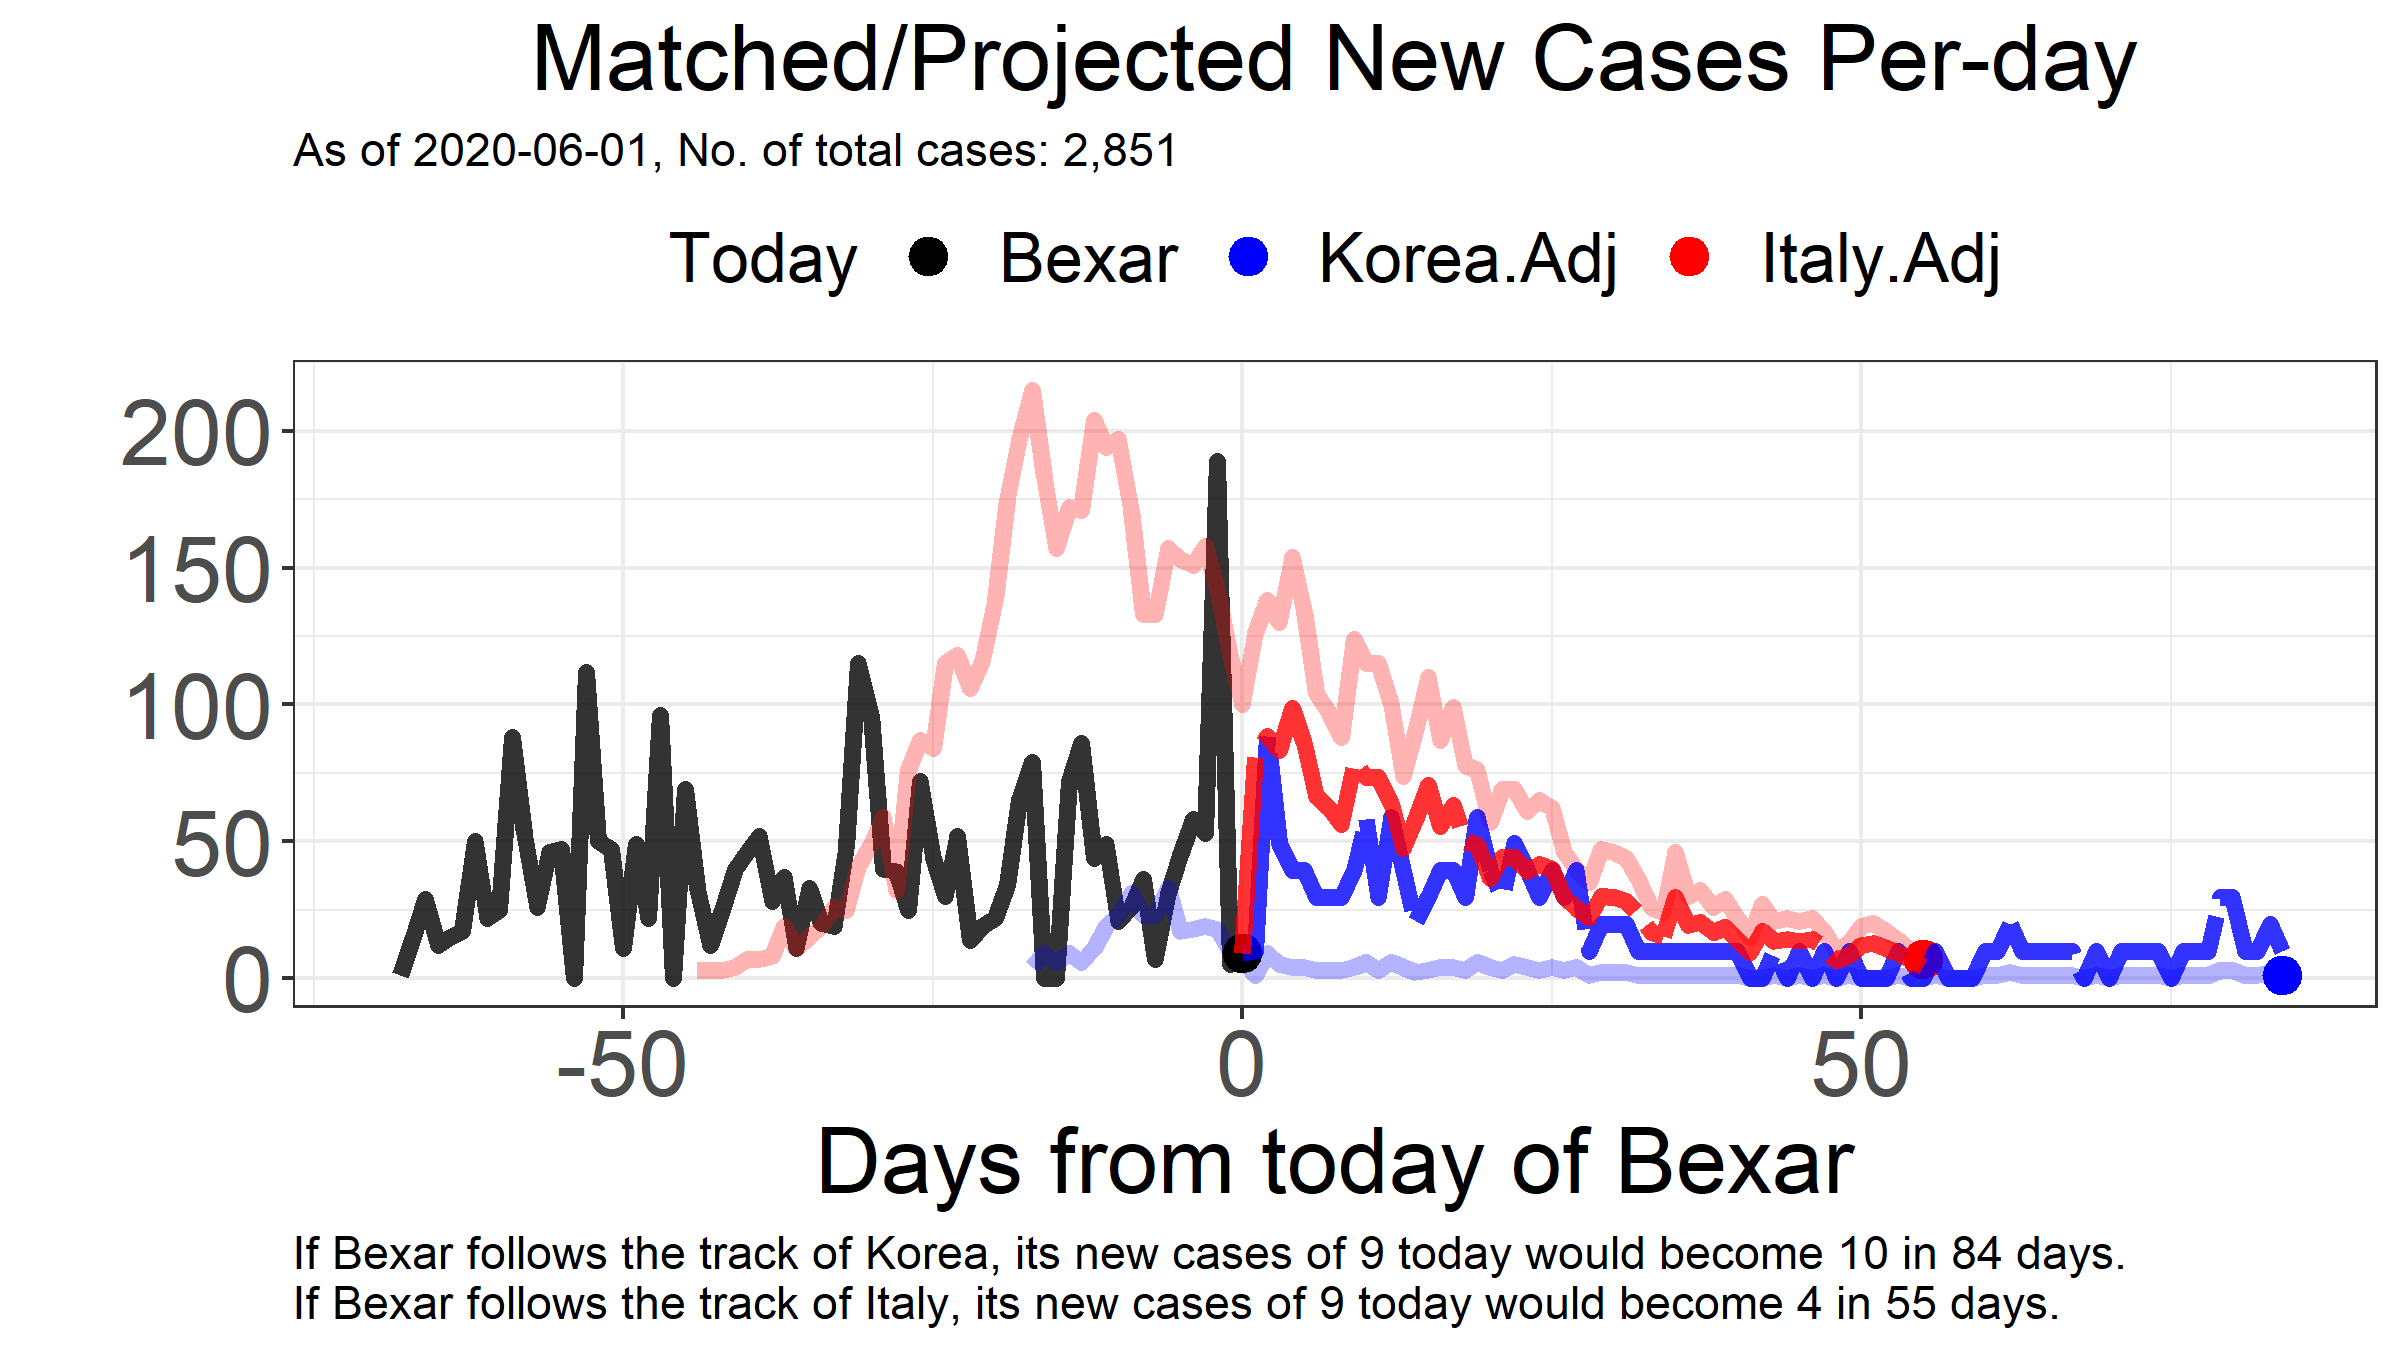 Matched/Projected New Cases Per-day
As of 2020-06-01, No. of total cases: 2,851
Today Bexar Korea.Adj Italy.Adj
200
150
100
50
0
-50 0 50
Days from today of Bexar
If Bexar follows the track of Korea, its new cases of 9 today would become 10 in 84 days.
If Bexar follows the track of Italy, its new cases of 9 today would become 4 in 55 days.